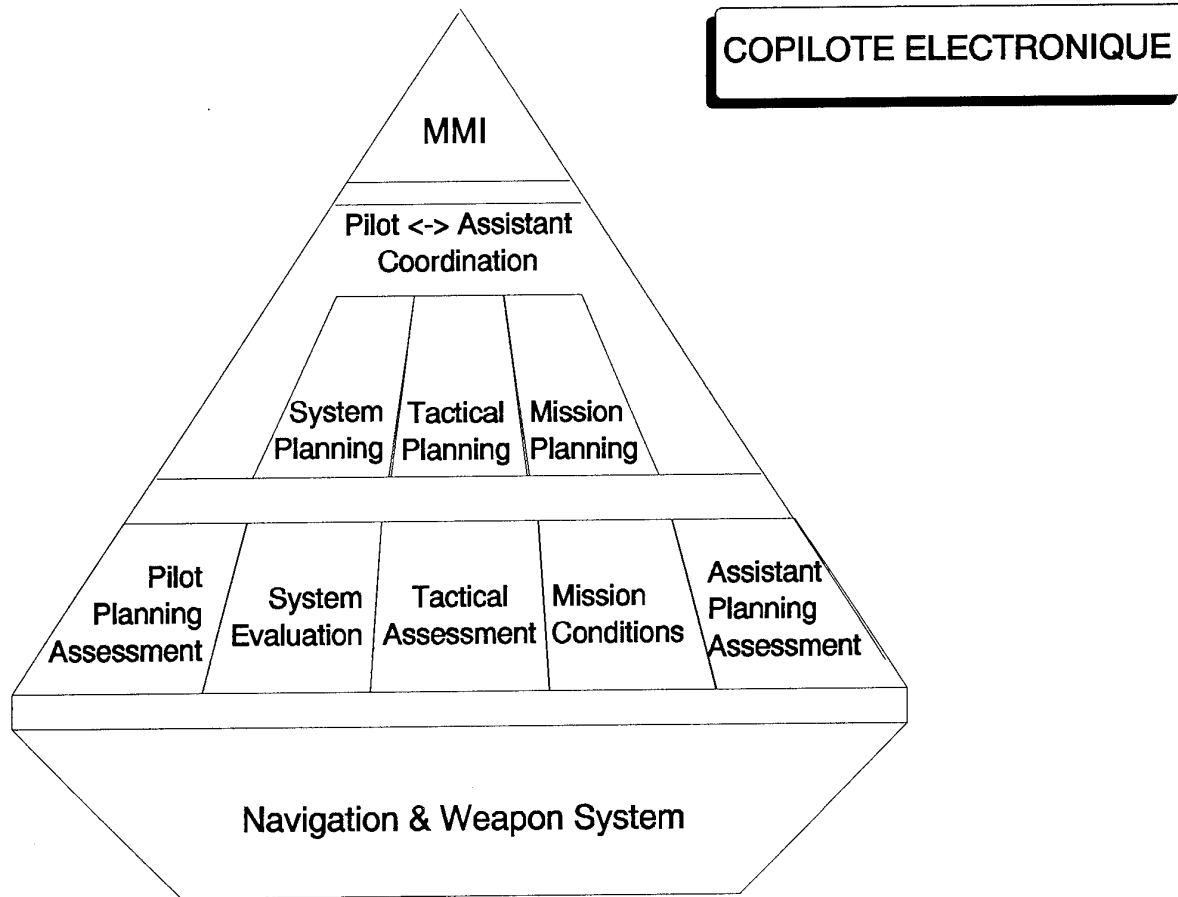 COPILOTE ELECTRONIQUE
MMI
Pilot <-> Assistant
Coordination
System
Planning
Tactical
Planning
Mission
Planning
Pilot
Planning
Assessment
System
Evaluation
Tactical
Assessment
Mission
Conditions
Assistant
Planning
Assessment
Navigation & Weapon System